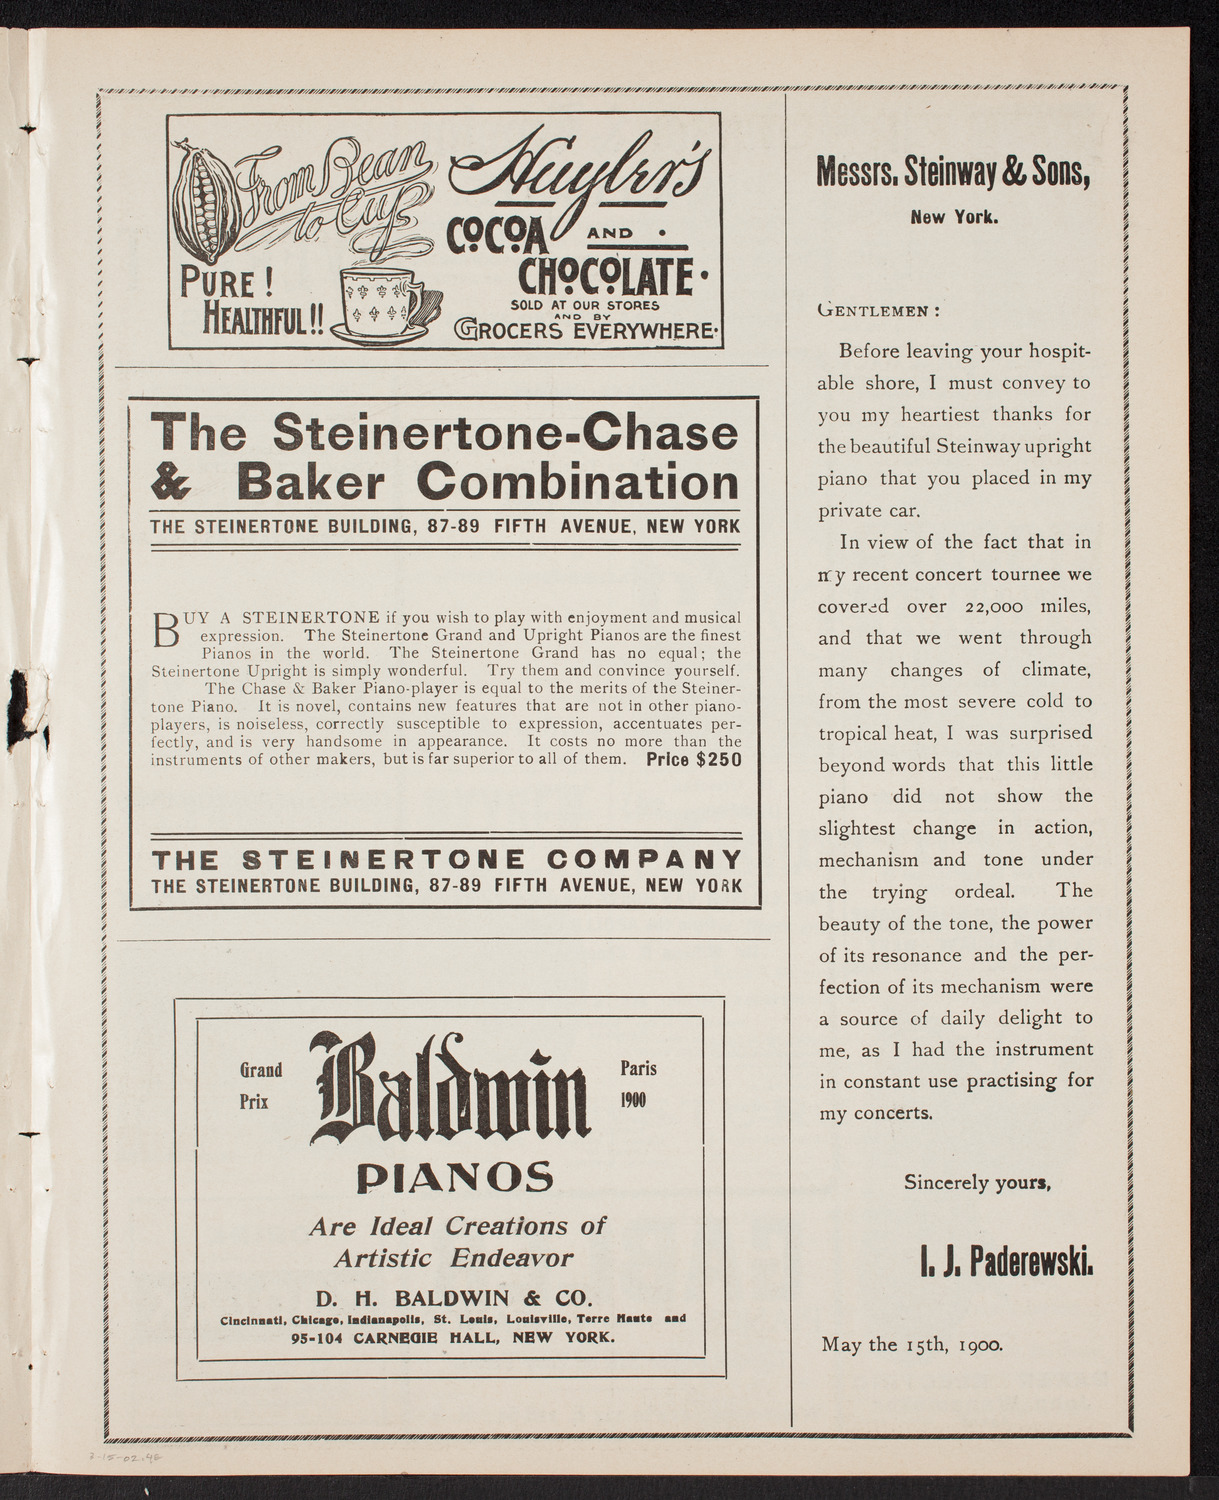 From Bean
to Cup
PURE!
HEALTHFUL!!
Huyler's
COCOA AND
CHOCOLATE.
SOLD AT OUR STORES
AND BY
GROCERS EVERYWHERE.
The Steinertone-Chase
& Baker Combination
THE STEINERTONE BUILDING, 87-89 FIFTH AVENUE, NEW YORK
BUY A STEINERTONE if you wish to play with enjoyment and musical
expression. The Steinertone Grand and Upright Pianos are the finest
Pianos in the world. The Steinertone Grand has no equal; the
Steinertone Upright is simply wonderful. Try them and convince yourself.
The Chase & Baker Piano-player is equal to the merits of the Steiner-
tone Piano. It is novel, contains new features that are not in other piano-
players, is noiseless, correctly susceptible to expression, accentuates per-
fectly, and is very handsome in appearance. It costs no more than the
instruments of other makers, but is far superior to all of them. Price $250
THE STEINERTONE COMPANY
THE STEINERTONE BUILDING, 87-89 FIFTH AVENUE, NEW YORK
Grand Prix
Baldwin
Paris 1900
PIANOS
Are Ideal Creations of
Artistic Endeavor
D. H. BALDWIN & CO.
Cincinnati, Chicago, Indianapolis, St. Louis, Louisville, Terre Haute and
95-104 CARNEGIE HALL, NEW YORK.
Messrs. Steinway & Sons,
New York.
GENTLEMEN:
Before leaving your hospit-
able shore, I must convey to
you my heartiest thanks for
the beautiful Steinway upright
piano that you placed in my
private car.
In view of the fact that in
my recent concert tournee we
covered over 22,000 miles,
and that we went through
many changes of climate,
from the most severe cold to
tropical heat, I was surprised
beyond words that this little
piano did not show the
slightest change in action,
mechanism and tone under
the trying ordeal. The
beauty of the tone, the power
of its resonance and the per-
fection of its mechanism were
a source of daily delight to
me, as I had the instrument
in constant use practising for
my concerts.
Sincerely yours,
I. J. Paderewski.
May the 15th, 1900.